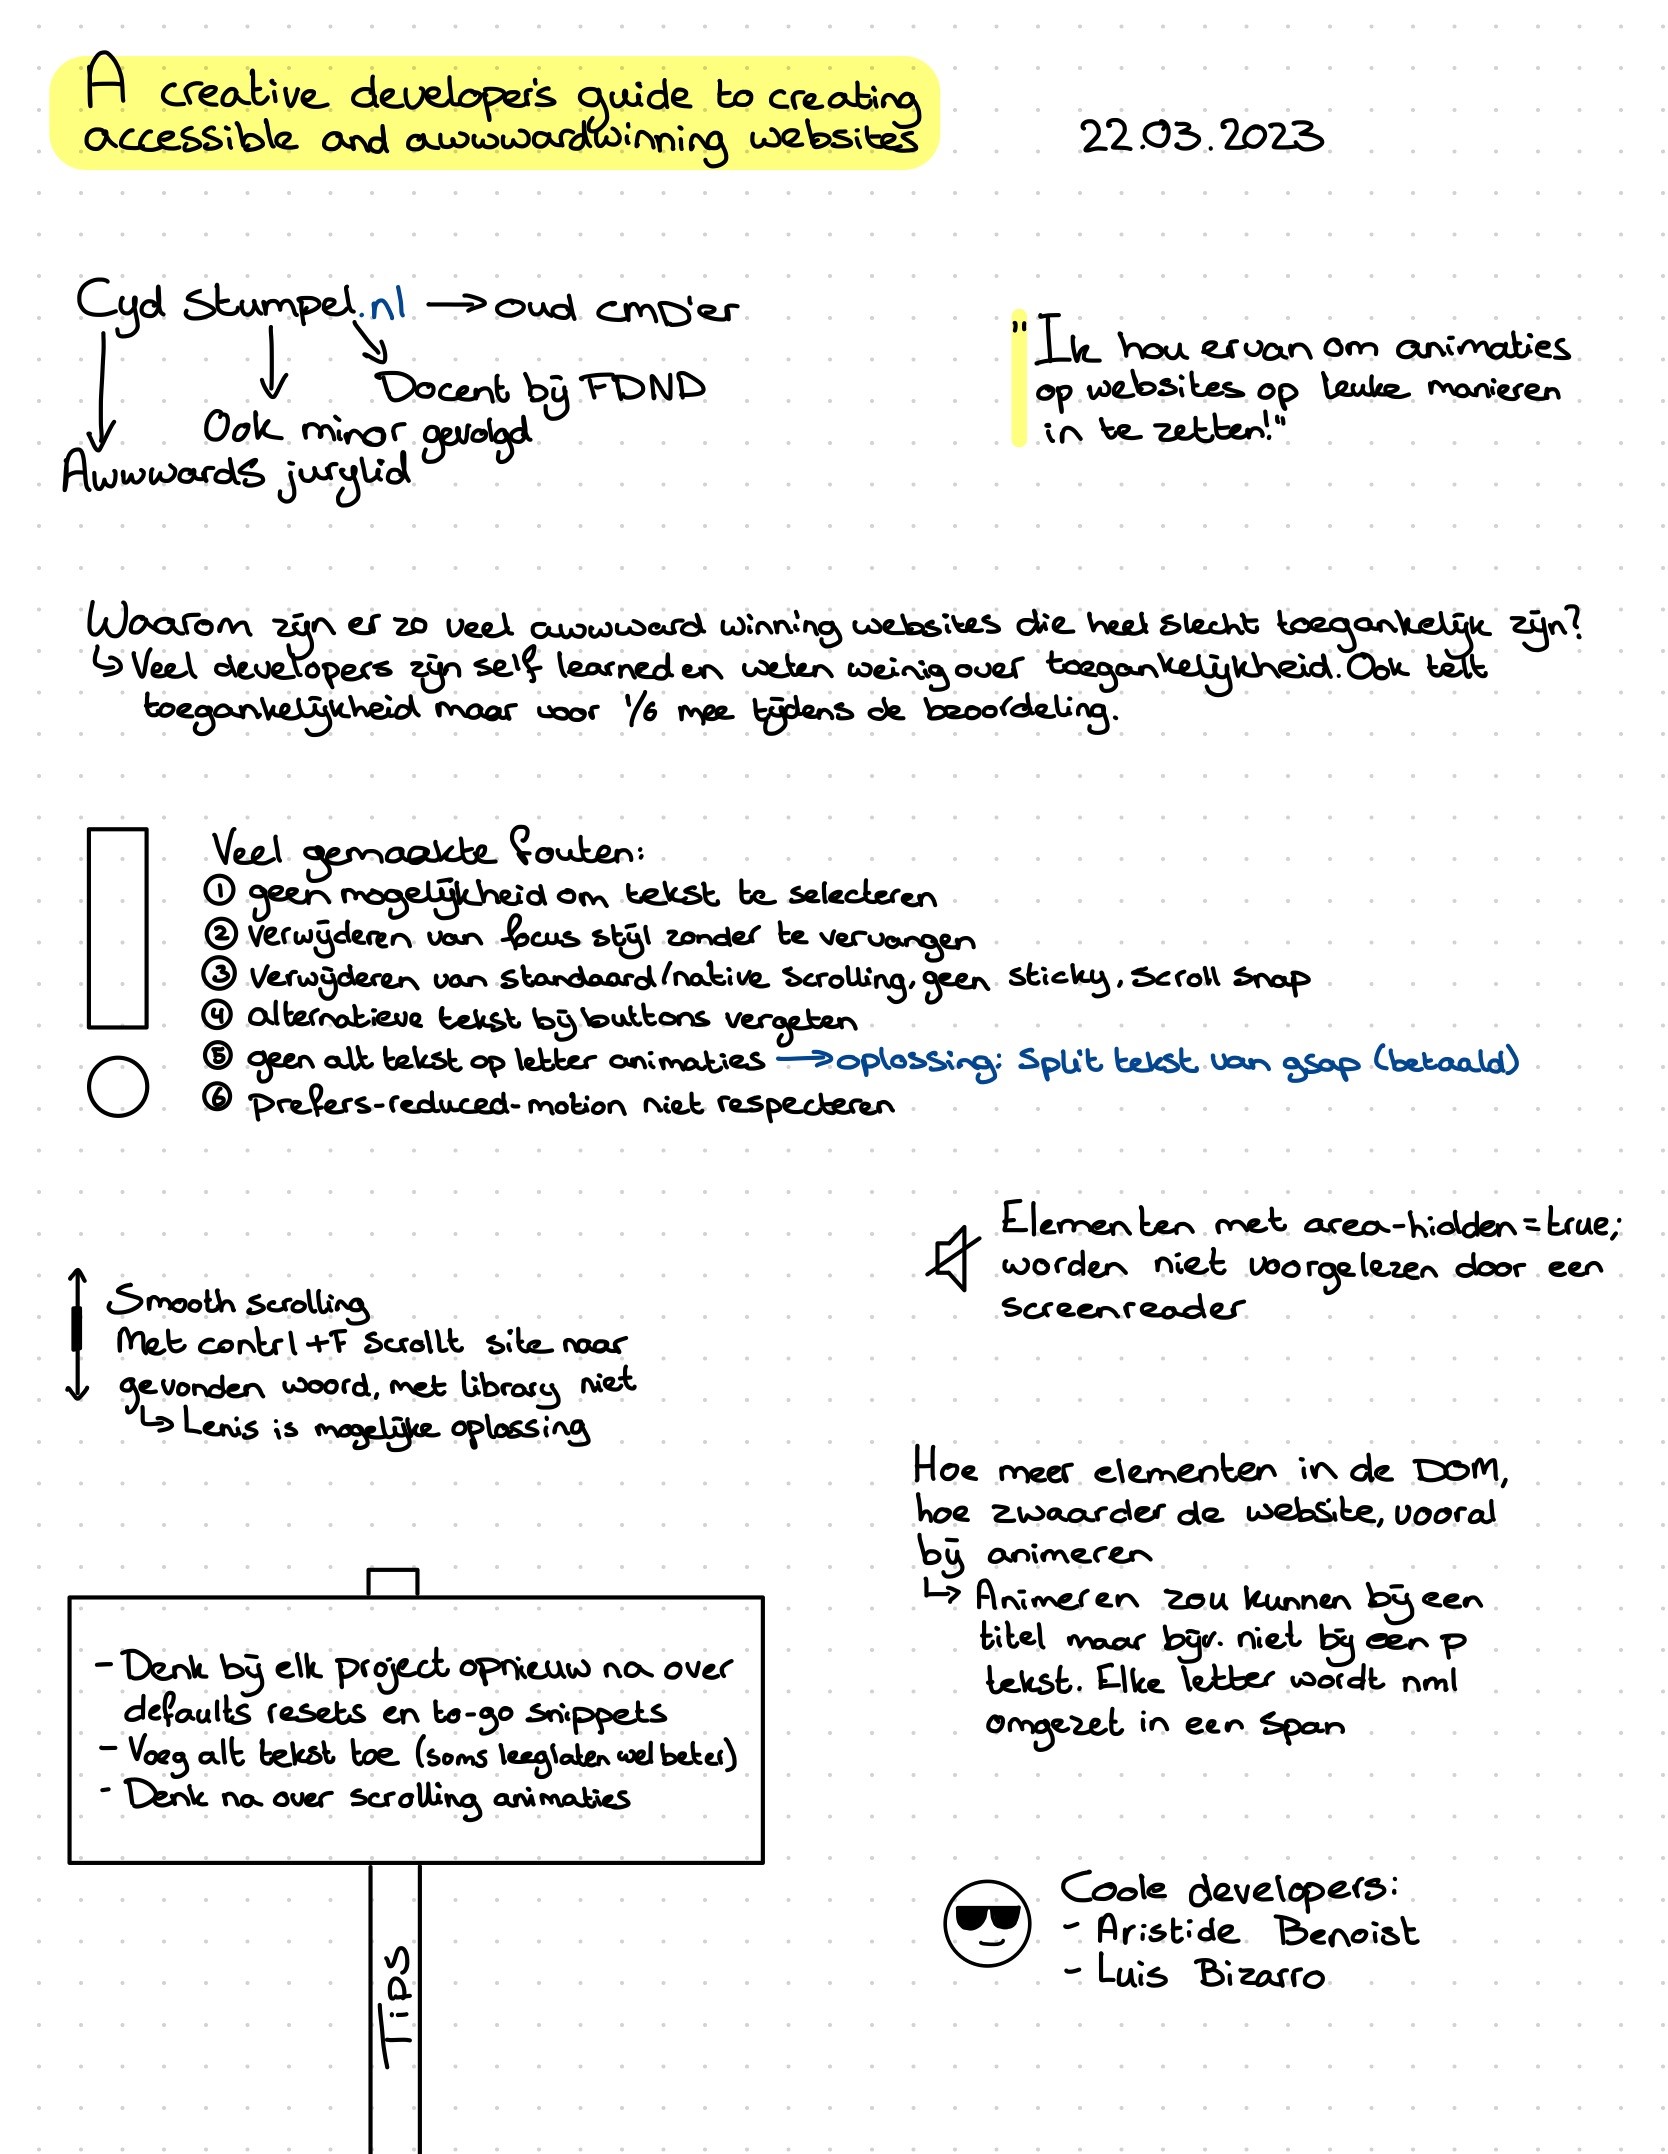 A creative developer's guide to creating
accessible and awwwardwinning websites
22.03.2023
Cyd Stumpel.nl → oud CMD'er
Docent bij FDND
Ook minor gevolgd
Awwwards jurylid
"Ik hou ervan om animaties
op websites op leuke manieren
in te zetten!"
Waarom zijn er zo veel awwward winning websites die heel slecht toegankelijk zijn?
↳ Veel developers zijn self learned en weten weinig over toegankelijkheid. Ook telt
toegankelijkheid maar voor 1/6 mee tijdens de beoordeling.
Veel gemaakte fouten:
① geen mogelijkheid om tekst te selecteren
② Verwijderen van focus stijl zonder te vervangen
③ Verwijderen van standaard/native scrolling, geen sticky, scroll snap
④ alternatieve tekst bij buttons vergeten
⑤ geen alt tekst op letter animaties → oplossing: Split tekst van gsap (betaald)
⑥ prefers-reduced-motion niet respecteren
Elementen met area-hidden=true;
worden niet voorgelezen door een
screenreader
Smooth scrolling
Met contrl+F scrollt site naar
gevonden woord, met library niet
↳ Lenis is mogelijke oplossing
Hoe meer elementen in de DOM,
hoe zwaarder de website, vooral
bij animeren
↳ Animeren zou kunnen bij een
titel maar bijv. niet bij een p
tekst. Elke letter wordt nml
omgezet in een span
- Denk bij elk project opnieuw na over
defaults resets en to-go snippets
- Voeg alt tekst toe (soms leeglaten wel beter)
- Denk na over scrolling animaties
Tips
Coole developers:
- Aristide Benoist
- Luis Bizarro